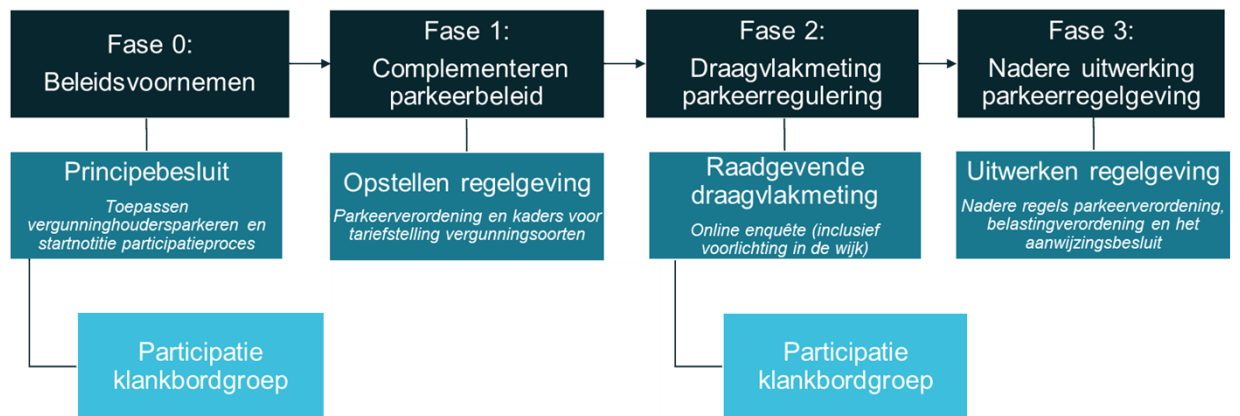 Fase 0:
Beleidsvoornemen
Fase 1:
Complementeren
parkeerbeleid
Fase 2:
Draagvlakmeting
parkeerregulering
Fase 3:
Nadere uitwerking
parkeerregelgeving
Principebesluit
Toepassen
vergunninghoudersparkeren en
startnotitie participatieproces
Opstellen regelgeving
Parkeerverordening en kaders voor
tariefstelling vergunningsoorten
Raadgevende
draagvlakmeting
Online enquête (inclusief
voorlichting in de wijk)
Uitwerken regelgeving
Nadere regels parkeerverordening,
belastingverordening en het
aanwijzingsbesluit
Participatie
klankbordgroep
Participatie
klankbordgroep